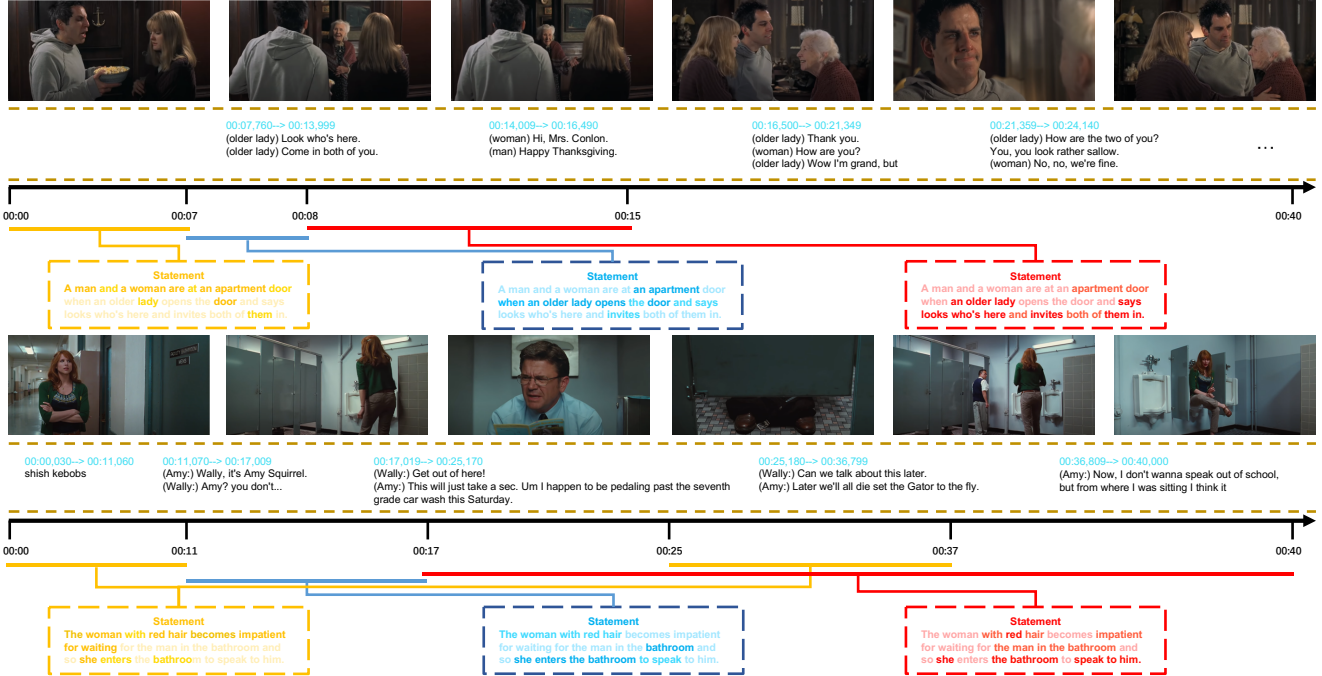 00:07,760--> 00:13,999
(older lady) Look who's here.
(older lady) Come in both of you.
00:14,009--> 00:16,490
(woman) Hi, Mrs. Conlon.
(man) Happy Thanksgiving.
00:16,500--> 00:21,349
(older lady) Thank you.
(woman) How are you?
(older lady) Wow I'm grand, but
00:21,359--> 00:24,140
(older lady) How are the two of you?
You, you look rather sallow.
(woman) No, no, we're fine.
...
00:00
00:07
00:08
00:15
00:40
Statement
A man and a woman are at an apartment door
when an older lady opens the door and says
looks who's here and invites both of them in.
Statement
A man and a woman are at an apartment door
when an older lady opens the door and says
looks who's here and invites both of them in.
Statement
A man and a woman are at an apartment door
when an older lady opens the door and says
looks who's here and invites both of them in.
00:00,030--> 00:11,060
shish kebobs
00:11,070--> 00:17,009
(Amy:) Wally, it's Amy Squirrel.
(Wally:) Amy? you don't...
00:17,019--> 00:25,170
(Wally:) Get out of here!
(Amy:) This will just take a sec. Um I happen to be pedaling past the seventh
grade car wash this Saturday.
00:25,180--> 00:36,799
(Wally:) Can we talk about this later.
(Amy:) Later we'll all die set the Gator to the fly.
00:36,809--> 00:40,000
(Amy:) Now, I don't wanna speak out of school,
but from where I was sitting I think it
00:00
00:11
00:17
00:25
00:37
00:40
Statement
The woman with red hair becomes impatient
for waiting for the man in the bathroom and
so she enters the bathroom to speak to him.
Statement
The woman with red hair becomes impatient
for waiting for the man in the bathroom and
so she enters the bathroom to speak to him.
Statement
The woman with red hair becomes impatient
for waiting for the man in the bathroom and
so she enters the bathroom to speak to him.